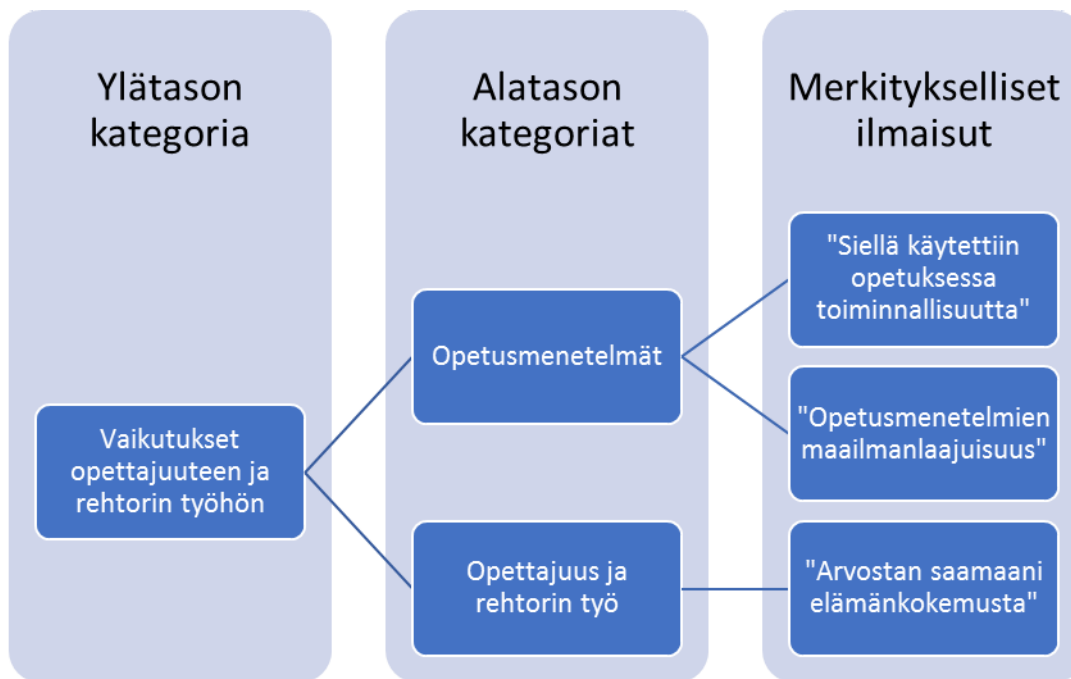 Ylätason
kategoria
Alatason
kategoriat
Merkitykselliset
ilmaisut
Vaikutukset
opettajuuteen ja
rehtorin työhön
Opetusmenetelmät
Opettajuus ja
rehtorin työ
"Siellä käytettiin
opetuksessa
toiminnallisuutta"
"Opetusmenetelmien
maailmanlaajuisuus"
"Arvostan saamaani
elämänkokemusta"